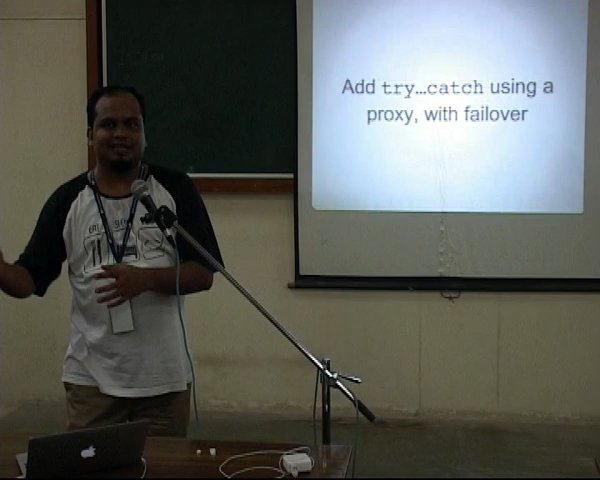 Add try…catch using a
proxy, with failover